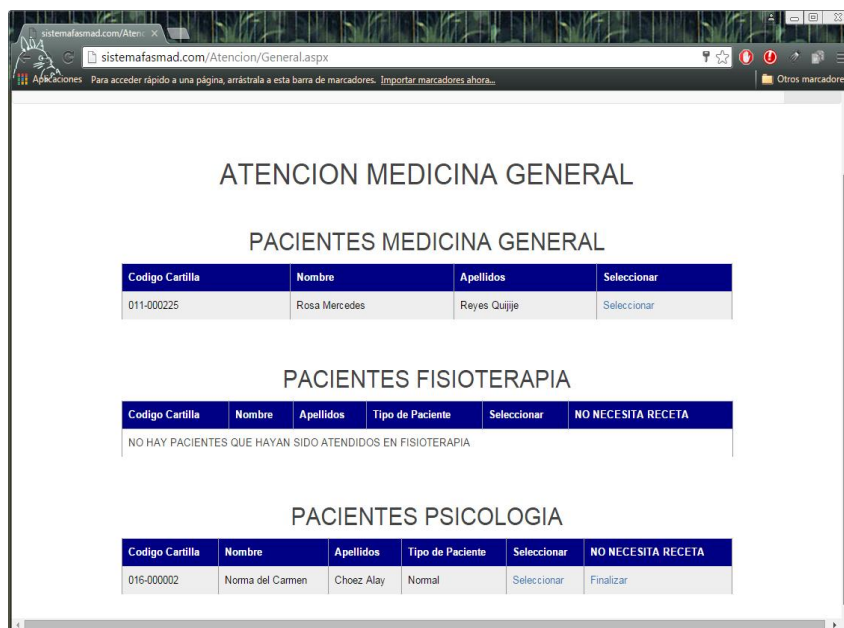 sistemafasmad.com/Atenc
sistemafasmad.com/Atencion/General.aspx
Aplicaciones Para acceder rápido a una página, arrástrala a esta barra de marcadores. Importar marcadores ahora... Otros marcadore
ATENCION MEDICINA GENERAL
PACIENTES MEDICINA GENERAL
Codigo Cartilla Nombre Apellidos Seleccionar
011-000225 Rosa Mercedes Reyes Quijije Seleccionar
PACIENTES FISIOTERAPIA
Codigo Cartilla Nombre Apellidos Tipo de Paciente Seleccionar NO NECESITA RECETA
NO HAY PACIENTES QUE HAYAN SIDO ATENDIDOS EN FISIOTERAPIA
PACIENTES PSICOLOGIA
Codigo Cartilla Nombre Apellidos Tipo de Paciente Seleccionar NO NECESITA RECETA
016-000002 Norma del Carmen Choez Alay Normal Seleccionar Finalizar